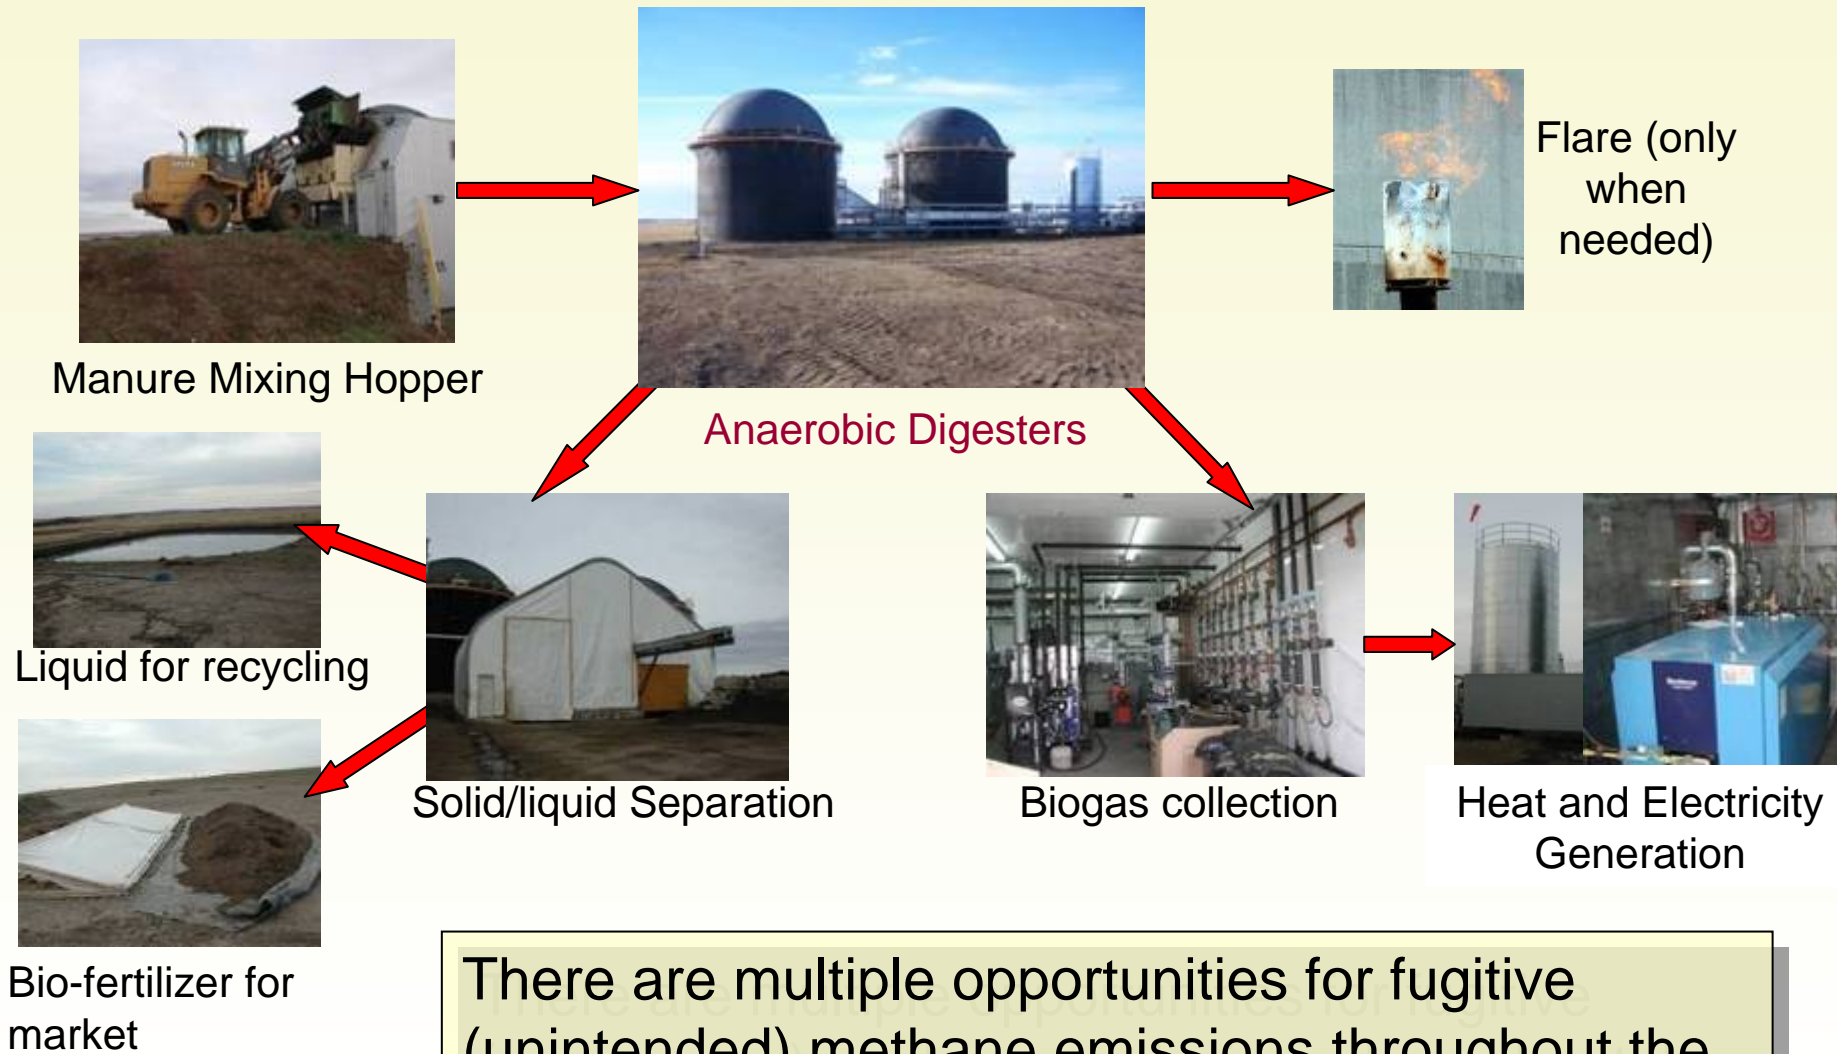 Flare (only
when
needed)
Manure Mixing Hopper
Anaerobic Digesters
Liquid for recycling
Solid/liquid Separation
Biogas collection
Heat and Electricity
Generation
Bio-fertilizer for
market
There are multiple opportunities for fugitive
(unintended) methane emissions throughout the